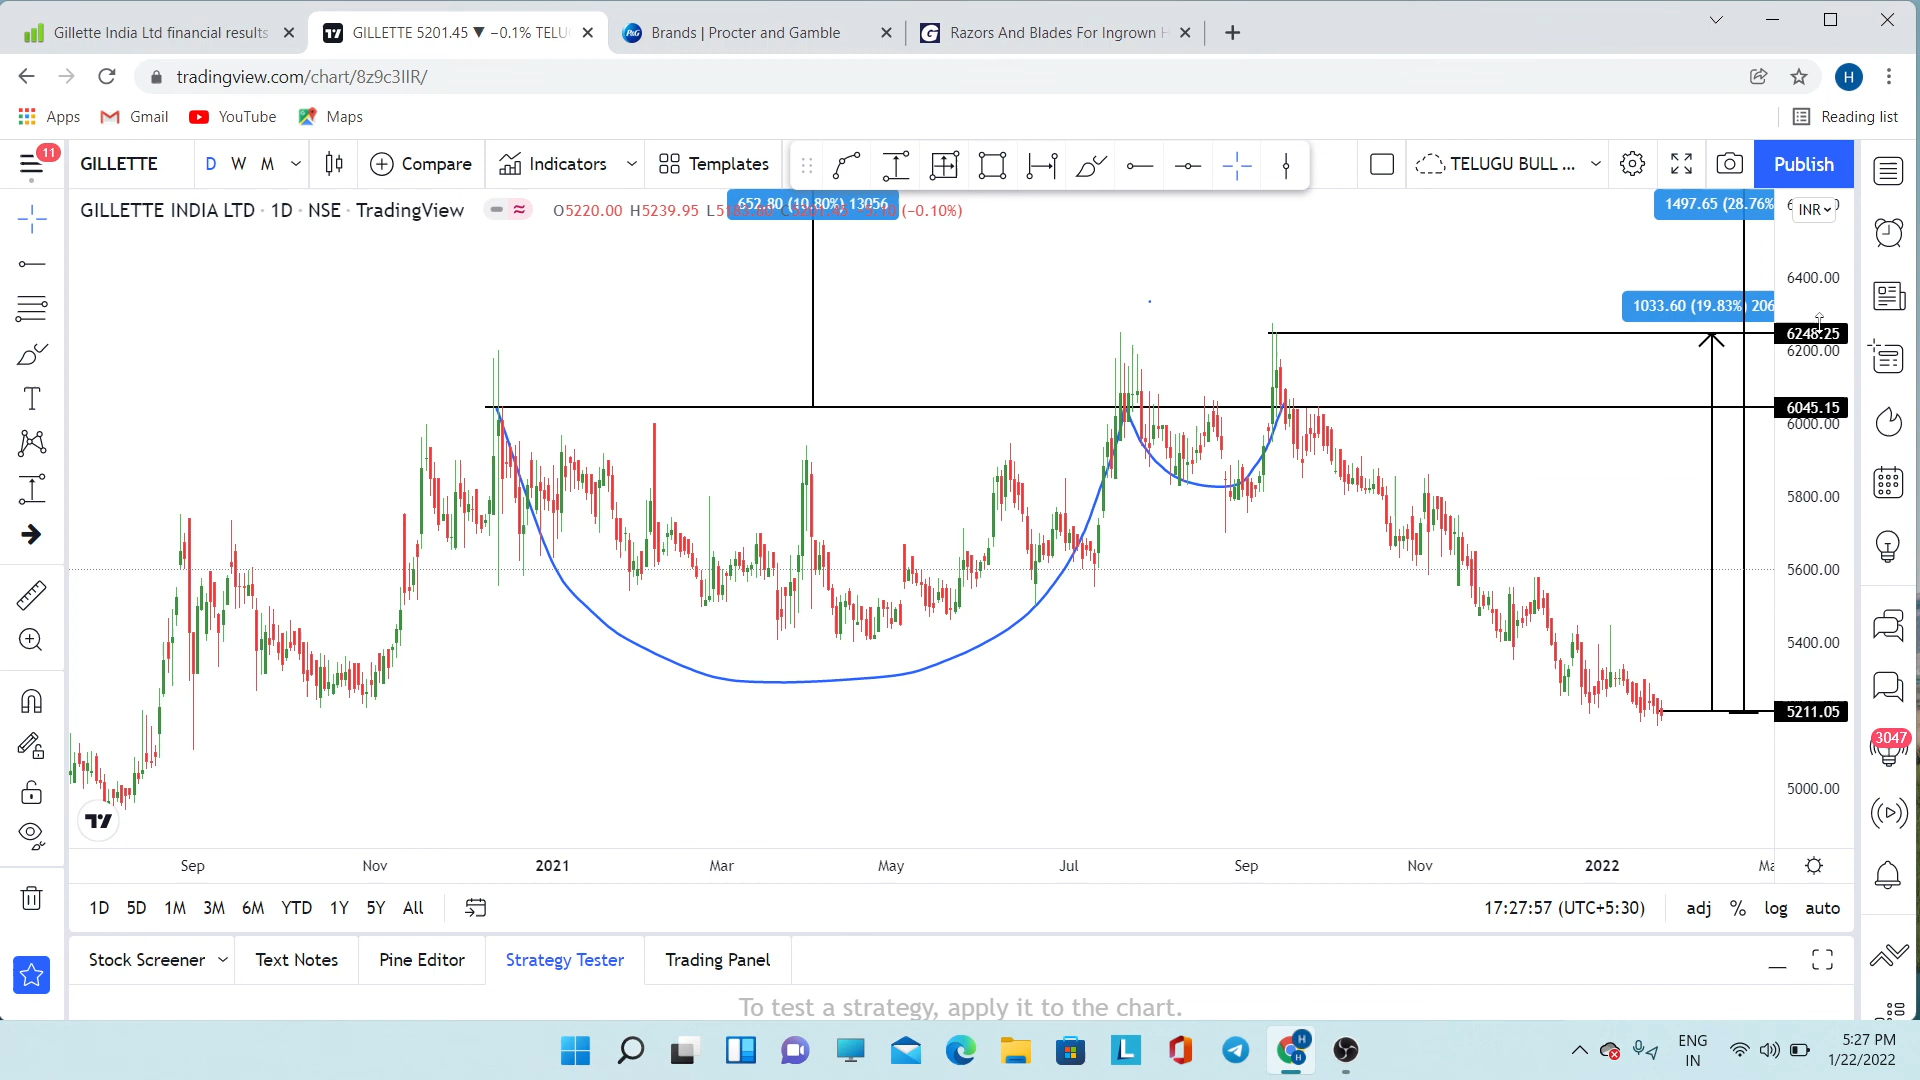 Gillette India Ltd financial results
GILLETTE 5201.45 ▼ −0.1% TELU
Brands | Procter and Gamble
Razors And Blades For Ingrown H
tradingview.com/chart/8z9c3IIR/
H
Apps
Gmail
YouTube
Maps
Reading list
11
GILLETTE
D W M
Compare
Indicators
Templates
TELUGU BULL ...
Publish
GILLETTE INDIA LTD · 1D · NSE · TradingView
O5220.00 H5239.95
(−0.10%)
652.80 (10.80%) 13056
1497.65 (28.76%
INR
6400.00
1033.60 (19.83%) 206
6248.25
6200.00
6045.15
6000.00
5800.00
5600.00
5400.00
5211.05
5000.00
3047
Sep
Nov
2021
Mar
May
Jul
Sep
Nov
2022
Ma
1D 5D 1M 3M 6M YTD 1Y 5Y All
17:27:57 (UTC+5:30)
adj % log auto
Stock Screener
Text Notes
Pine Editor
Strategy Tester
Trading Panel
To test a strategy, apply it to the chart.
ENG
IN
5:27 PM
1/22/2022